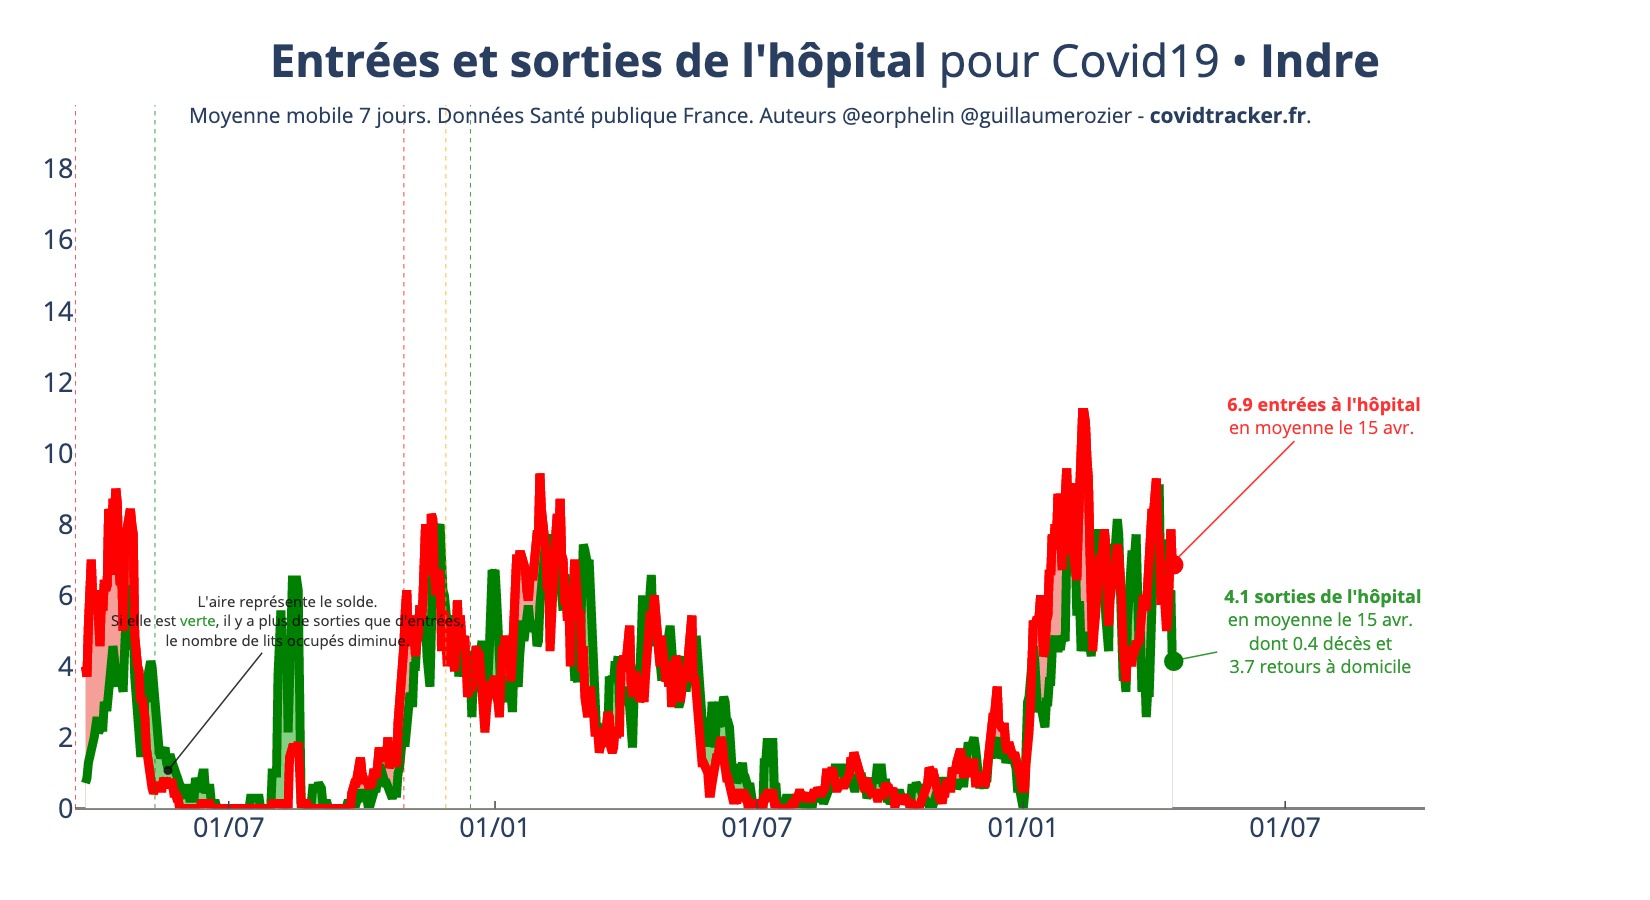 Entrées et sorties de l'hôpital pour Covid19 • Indre
Moyenne mobile 7 jours. Données Santé publique France. Auteurs @eorphelin @guillaumerozier - covidtracker.fr.
18
16
14
12
10
8
6
4
2
0
6.9 entrées à l'hôpital
en moyenne le 15 avr.
4.1 sorties de l'hôpital
en moyenne le 15 avr.
dont 0.4 décès et
3.7 retours à domicile
L'aire représente le solde.
Si elle est verte, il y a plus de sorties que d'entrées,
le nombre de lits occupés diminue.
01/07
01/01
01/07
01/01
01/07